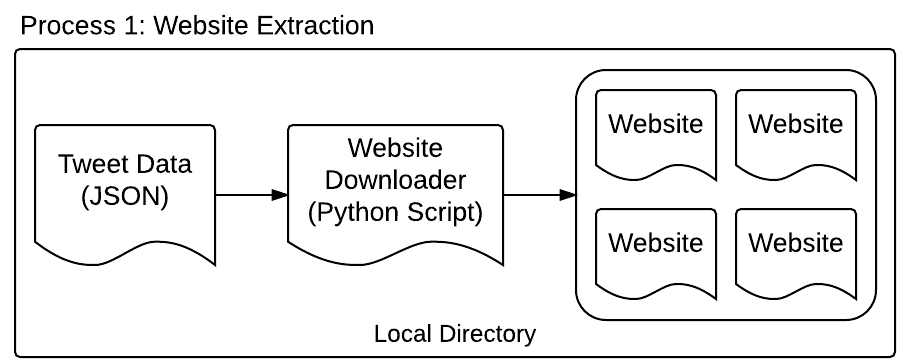 Process 1: Website Extraction
Tweet Data
(JSON)
Website
Downloader
(Python Script)
Website
Website
Website
Website
Local Directory